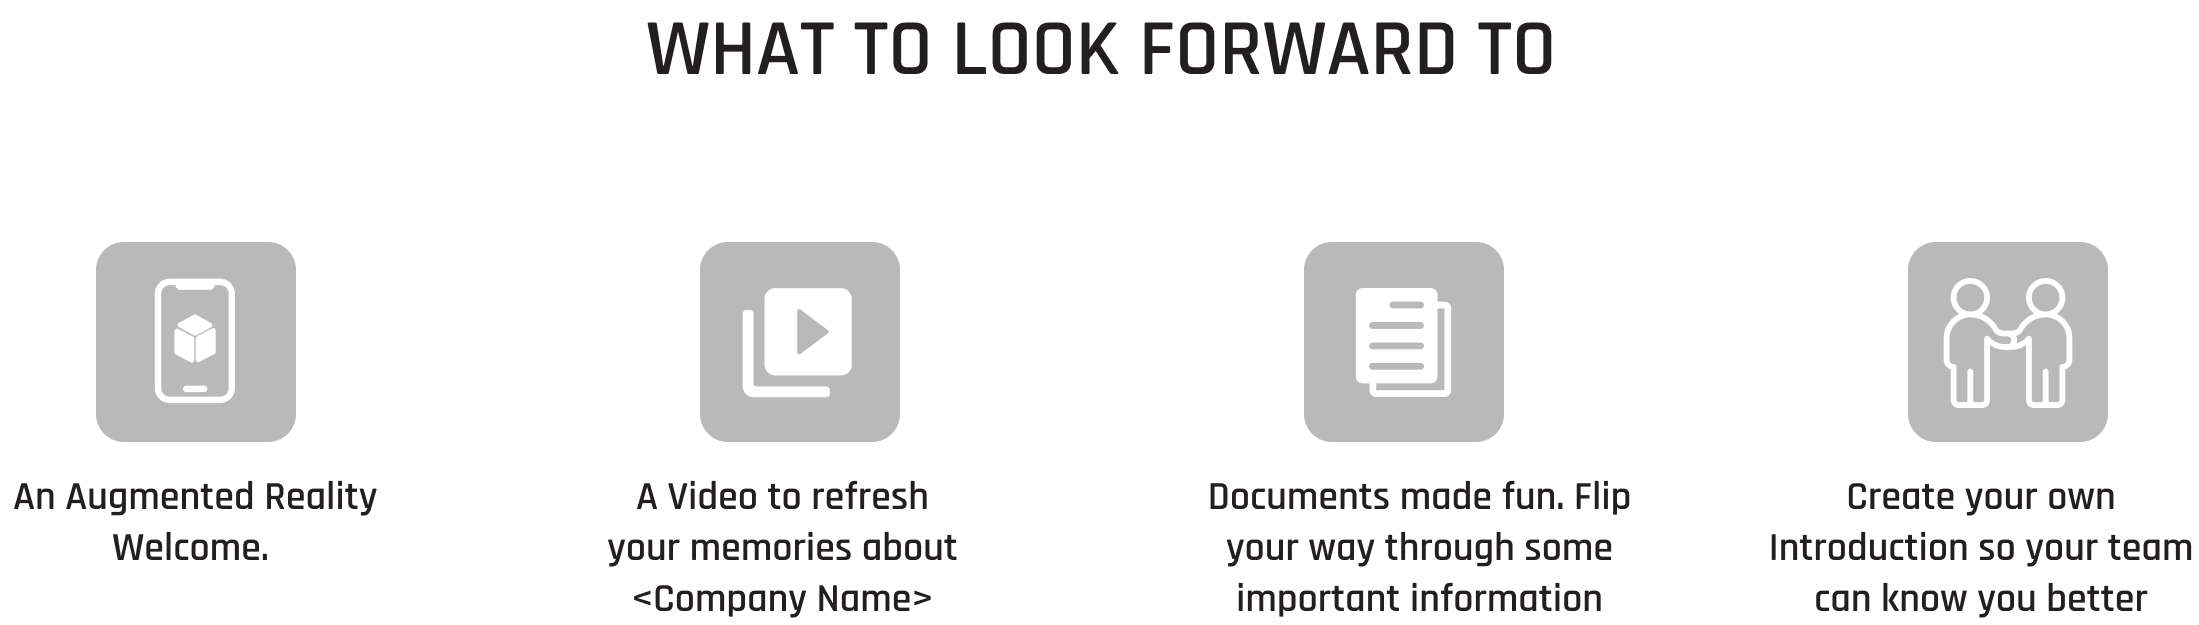 WHAT TO LOOK FORWARD TO
An Augmented Reality
Welcome.
A Video to refresh
your memories about
<Company Name>
Documents made fun. Flip
your way through some
important information
Create your own
Introduction so your team
can know you better